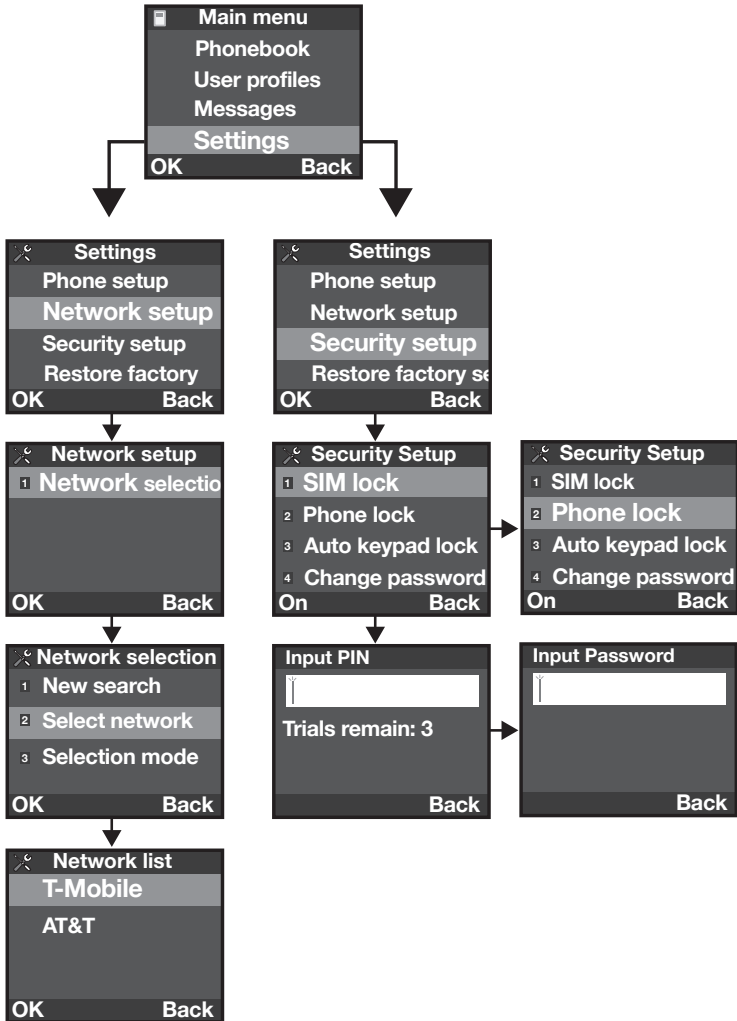 Main menu
Phonebook
User profiles
Messages
Settings
OK Back
Settings
Phone setup
Network setup
Security setup
Restore factory
OK Back
Settings
Phone setup
Network setup
Security setup
Restore factory se
OK Back
Network setup
1 Network selectio
OK Back
Security Setup
1 SIM lock
2 Phone lock
3 Auto keypad lock
4 Change password
On Back
Security Setup
1 SIM lock
2 Phone lock
3 Auto keypad lock
4 Change password
On Back
Network selection
1 New search
2 Select network
3 Selection mode
OK Back
Input PIN
Trials remain: 3
Back
Input Password
Back
Network list
T-Mobile
AT&T
OK Back